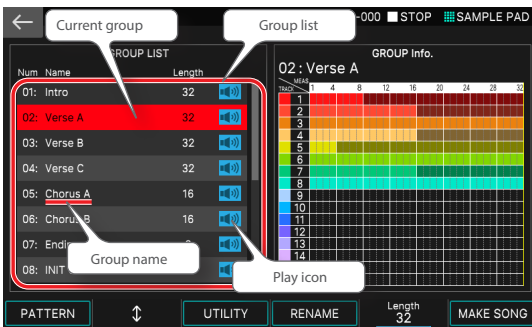 Current group
Group list
-000 STOP SAMPLE PAD
GROUP LIST
GROUP Info.
Num Name Length
02: Verse A
MEAS
TRACK
1 4 8 12 16 20 24 28 32
01: Intro 32
02: Verse A 32
03: Verse B 32
04: Verse C 32
05: Chorus A 16
06: Chorus B 16
07: Endi
08: INIT
1
2
3
4
5
6
7
8
9
10
11
12
13
14
Group name
Play icon
PATTERN
UTILITY
RENAME
Length
32
MAKE SONG